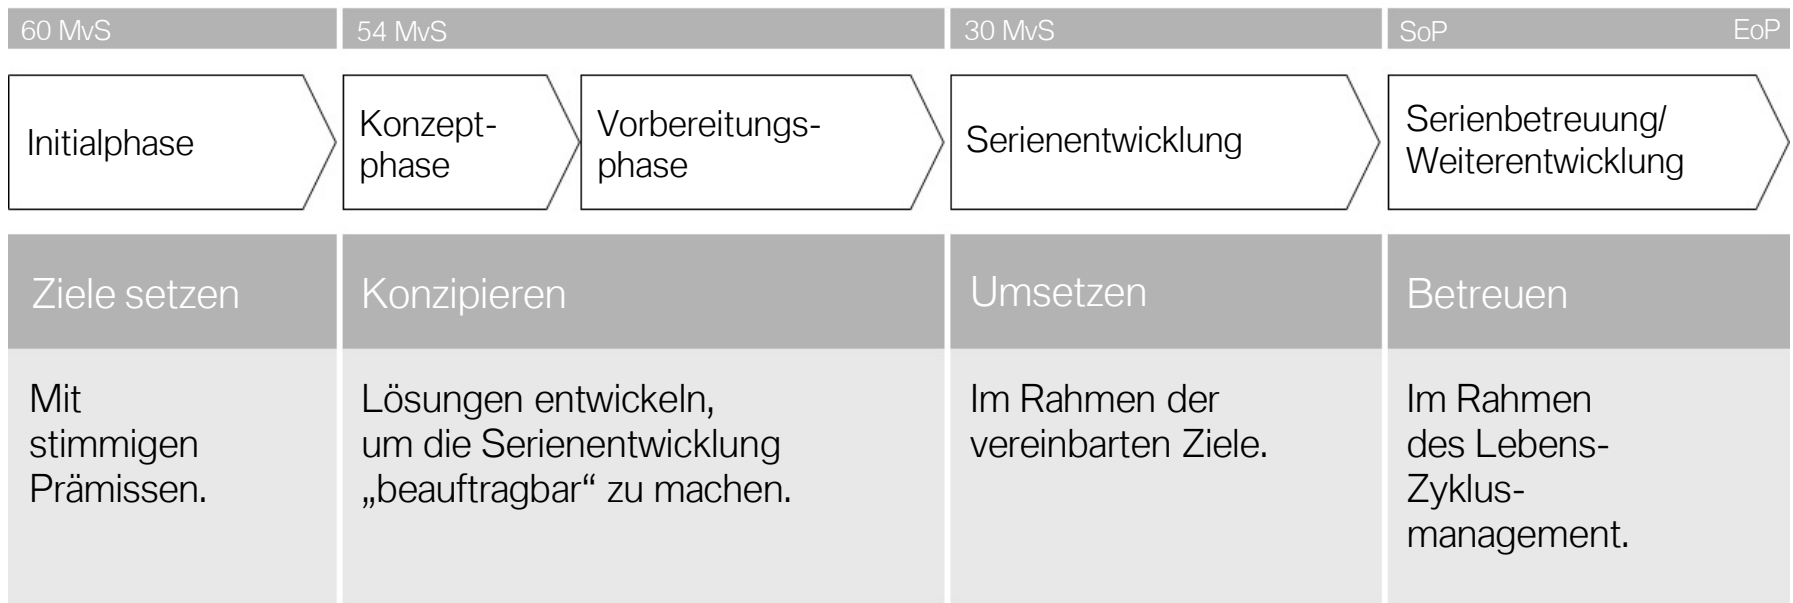 60 MvS
54 MvS
30 MvS
SoP
EoP
Initialphase
Konzept-
phase
Vorbereitungs-
phase
Serienentwicklung
Serienbetreuung/
Weiterentwicklung
Ziele setzen
Konzipieren
Umsetzen
Betreuen
Mit
stimmigen
Prämissen.
Lösungen entwickeln,
um die Serienentwicklung
„beauftragbar“ zu machen.
Im Rahmen der
vereinbarten Ziele.
Im Rahmen
des Lebens-
Zyklus-
management.